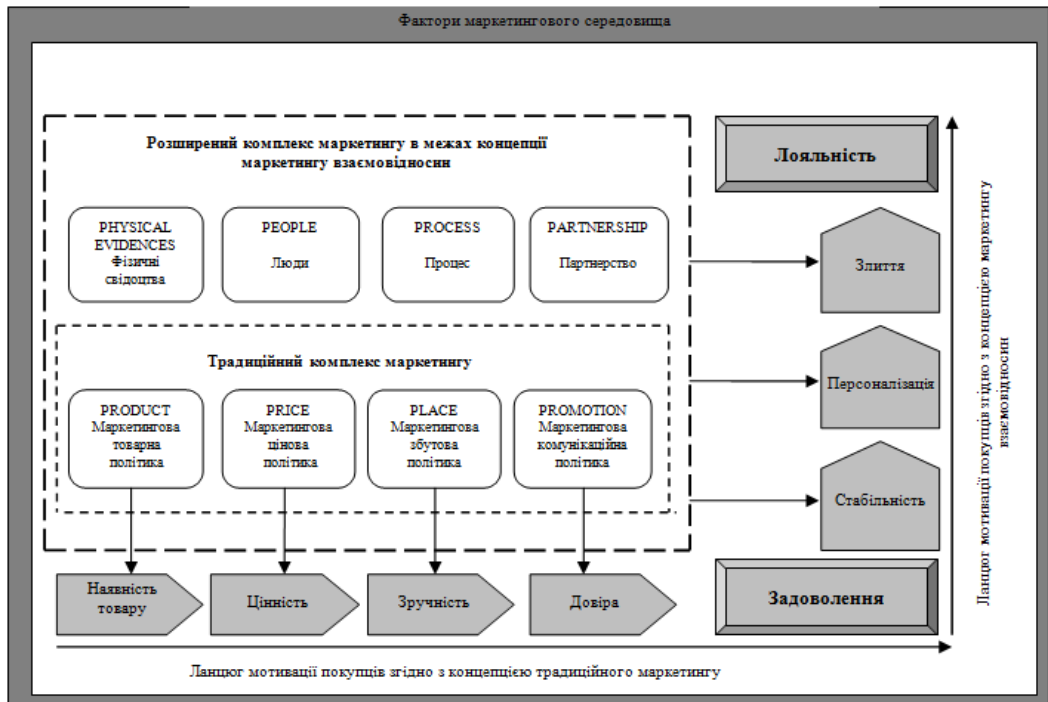 Фактори маркетингового середовища
Розширений комплекс маркетингу в межах концепції
маркетингу взаємовідносин
PHYSICAL
EVIDENCES
Фізичні
свідоцтва
PEOPLE
Люди
PROCESS
Процес
PARTNERSHIP
Партнерство
Традиційний комплекс маркетингу
PRODUCT
Маркетингова
товарна
політика
PRICE
Маркетингова
цінова
політика
PLACE
Маркетингова
збутова
політика
PROMOTION
Маркетингова
комунікаційна
політика
Наявність
товару
Цінність
Зручність
Довіра
Задоволення
Стабільність
Персоналізація
Злиття
Лояльність
Ланцюг мотивації покупців згідно з концепцією маркетингу
взаємовідносин
Ланцюг мотивації покупців згідно з концепцією традиційного маркетингу